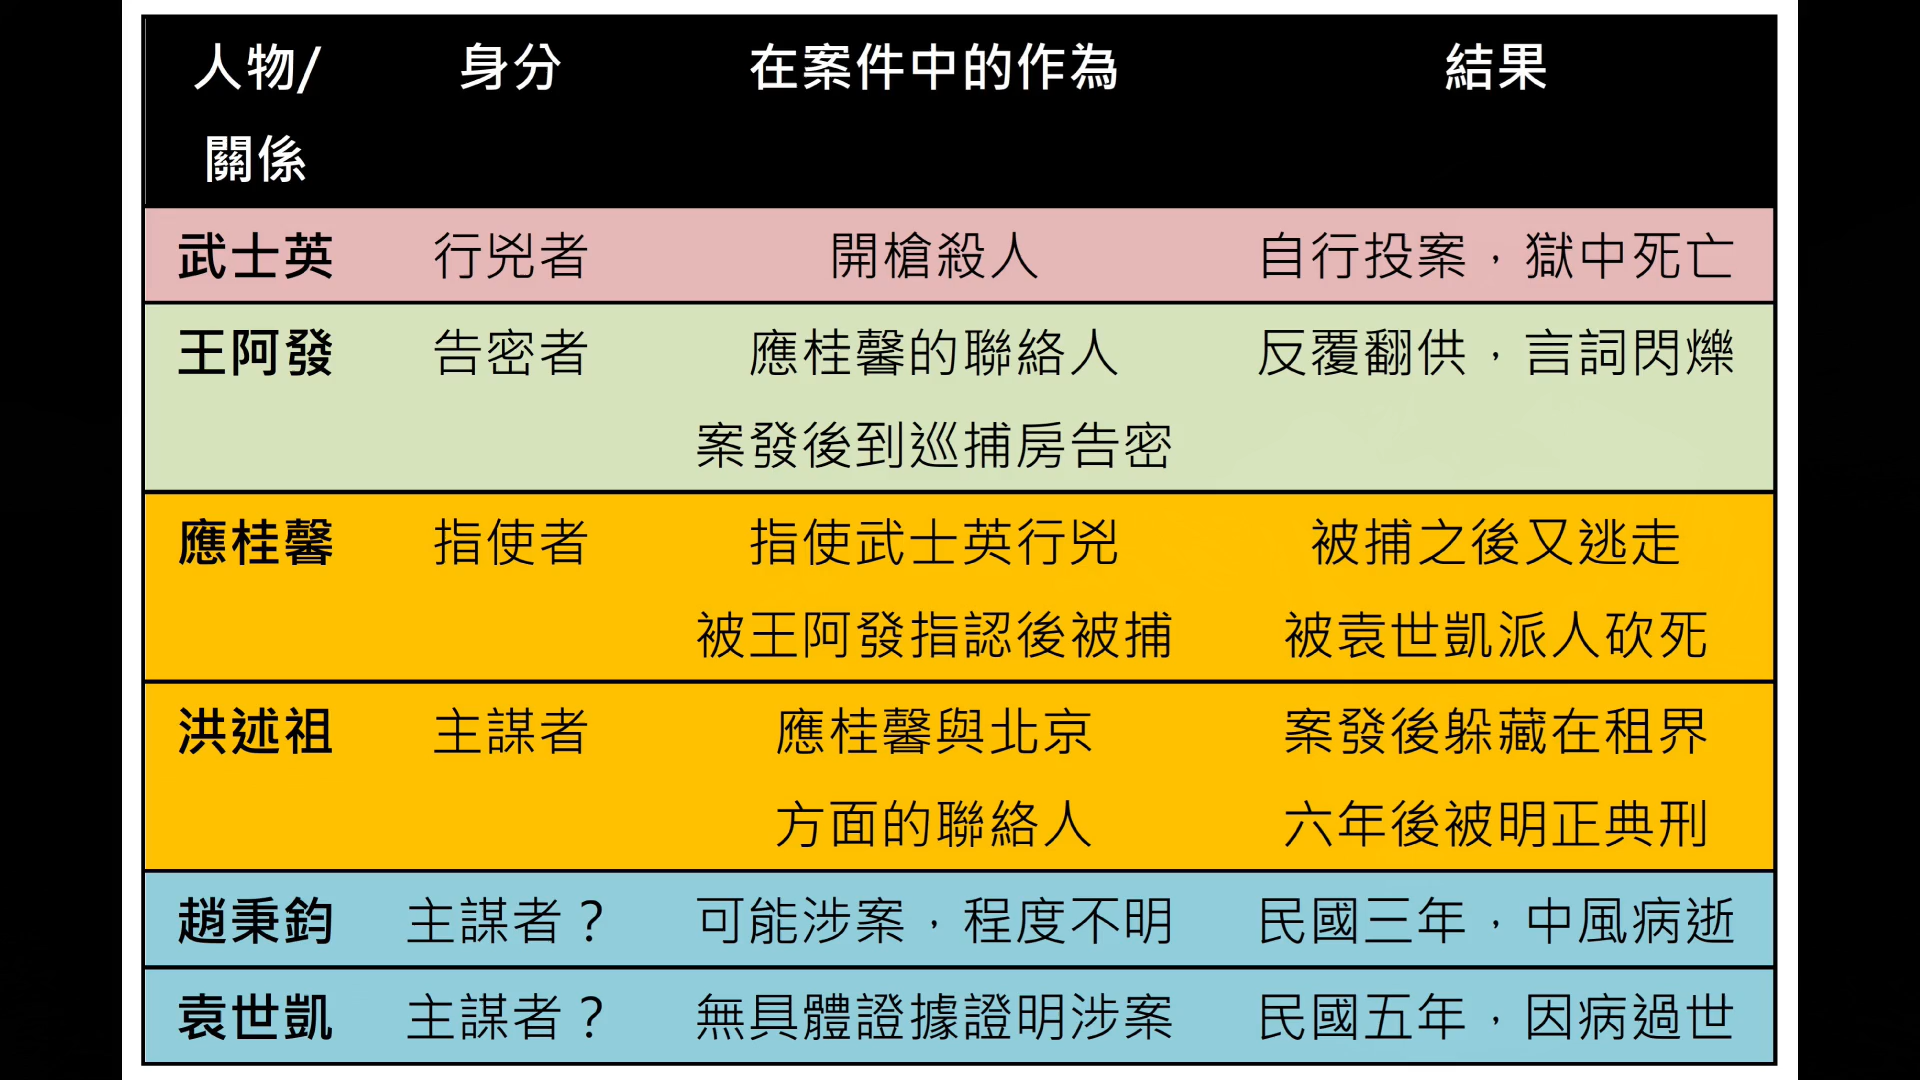 人物/ 身分 在案件中的作為 結果
關係
武士英 行兇者 開槍殺人 自行投案，獄中死亡
王阿發 告密者 應桂馨的聯絡人 反覆翻供，言詞閃爍
案發後到巡捕房告密
應桂馨 指使者 指使武士英行兇 被捕之後又逃走
被王阿發指認後被捕 被袁世凱派人砍死
洪述祖 主謀者 應桂馨與北京 案發後躲藏在租界
方面的聯絡人 六年後被明正典刑
趙秉鈞 主謀者？ 可能涉案，程度不明 民國三年，中風病逝
袁世凱 主謀者？ 無具體證據證明涉案 民國五年，因病過世